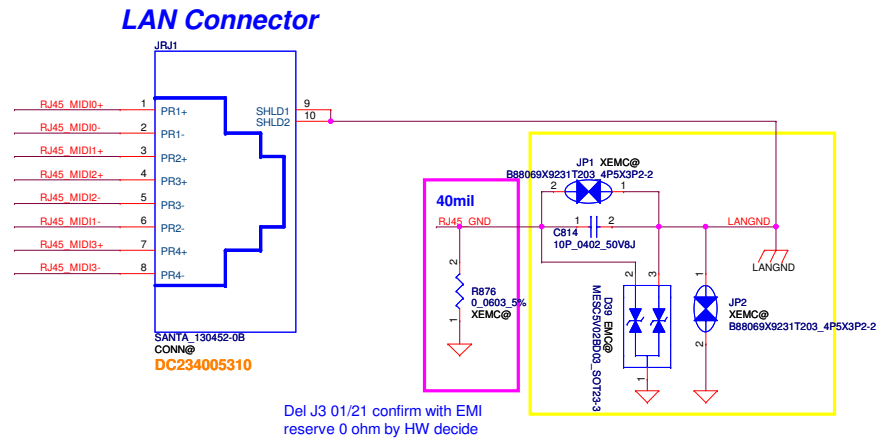 LAN Connector
JRJ1
RJ45_MIDI0+ 1 PR1+
RJ45_MIDI0- 2 PR1-
RJ45_MIDI1+ 3 PR2+
RJ45_MIDI2+ 4 PR3+
RJ45_MIDI2- 5 PR3-
RJ45_MIDI1- 6 PR2-
RJ45_MIDI3+ 7 PR4+
RJ45_MIDI3- 8 PR4-
SHLD1 9
SHLD2 10
SANTA_130452-0B
CONN@
DC234005310
40mil
RJ45_GND
2
R876
0_0603_5%
XEMC@
1
JP1 XEMC@
B88069X9231T203_4P5X3P2-2
2 1
1 2
C814
10P_0402_50V8J
LANGND
LANGND
2 3
D39 EMC@
MESC5V02BD03_SOT23-3
1
1
JP2
XEMC@
B88069X9231T203_4P5X3P2-2
2
Del J3 01/21 confirm with EMI
reserve 0 ohm by HW decide